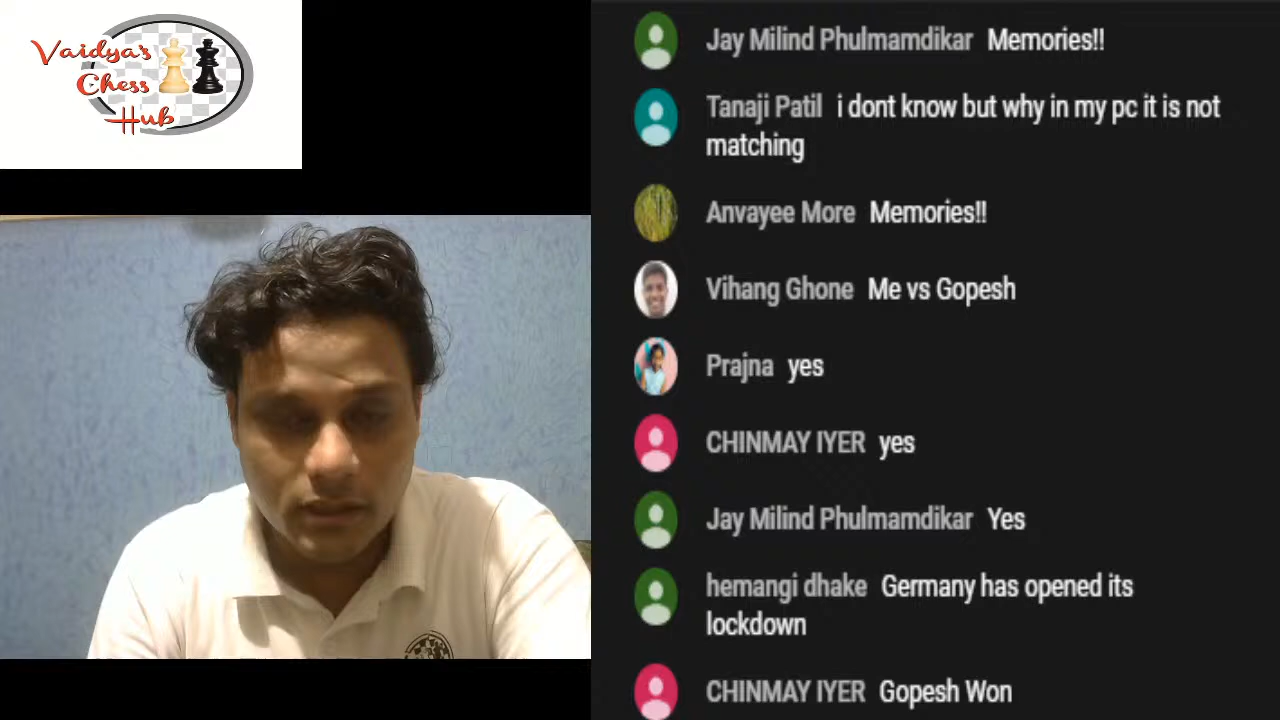 Vaidya's
Chess
Hub
Jay Milind Phulmamdikar Memories!!
Tanaji Patil i dont know but why in my pc it is not
matching
Anvayee More Memories!!
Vihang Ghone Me vs Gopesh
Prajna yes
CHINMAY IYER yes
Jay Milind Phulmamdikar Yes
hemangi dhake Germany has opened its
lockdown
CHINMAY IYER Gopesh Won